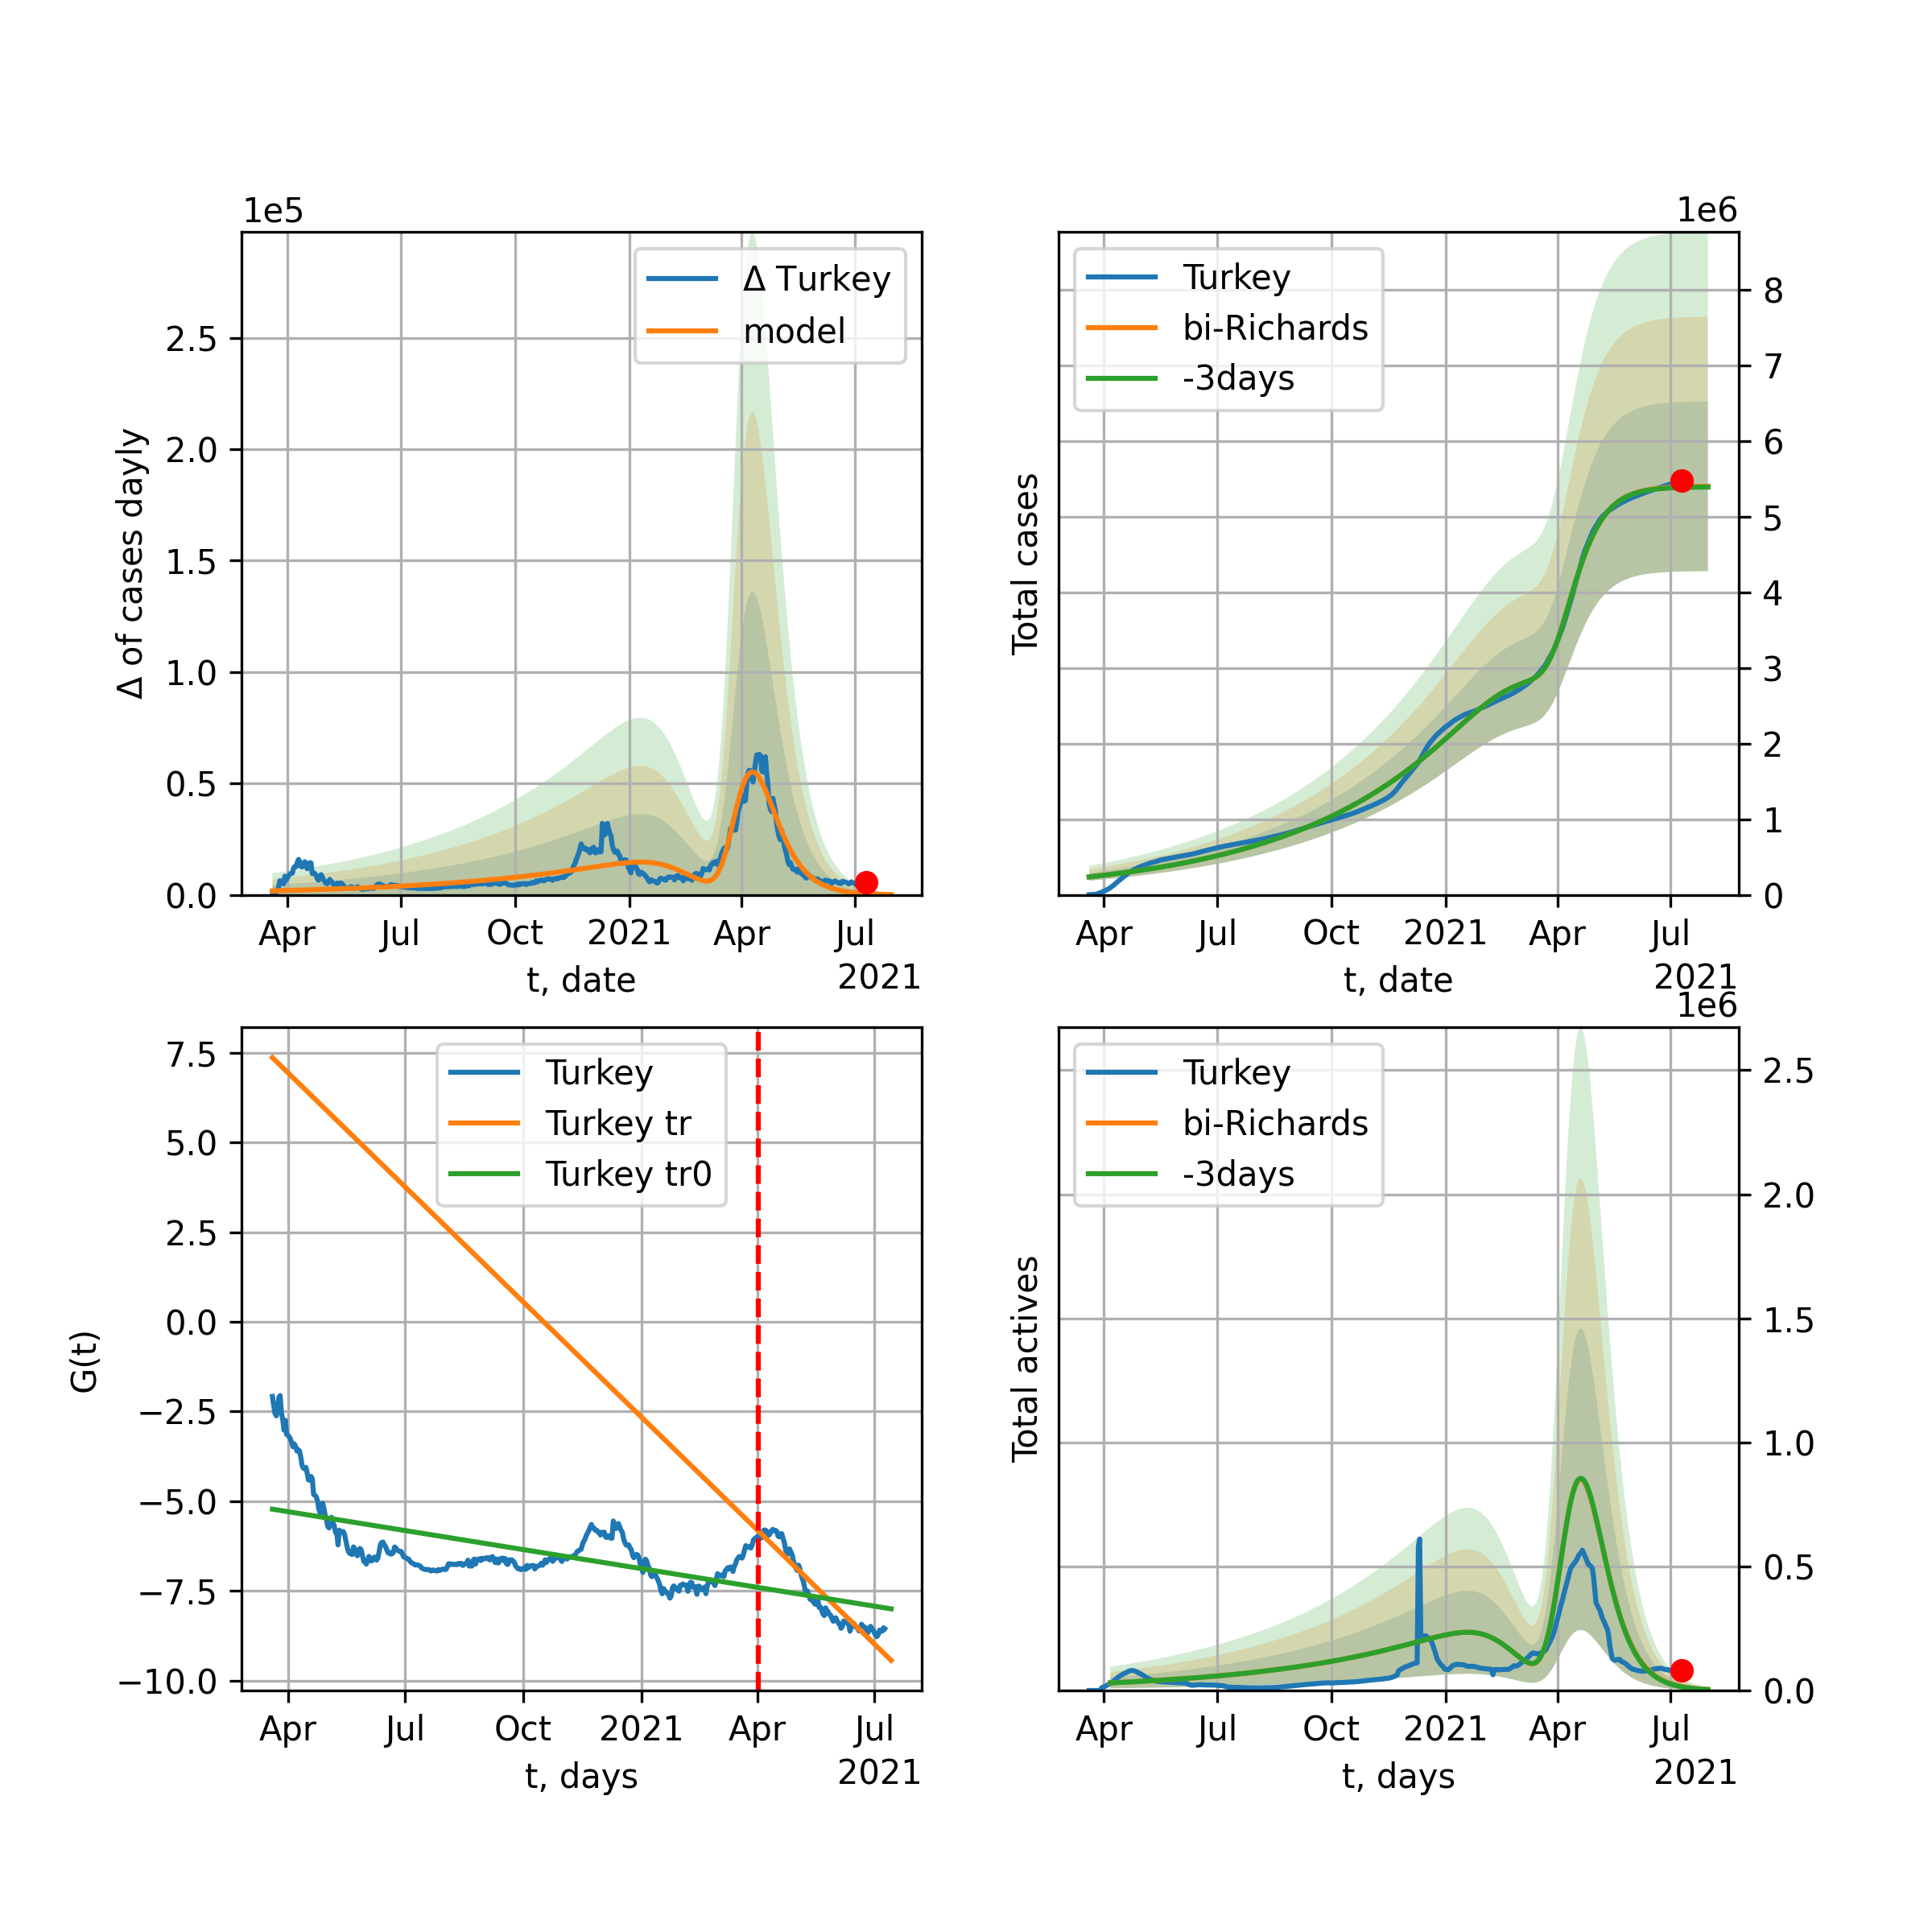 1e5
Δ of cases dayly
2.5
2.0
1.5
1.0
0.5
0.0
Δ Turkey
model
Apr Jul Oct 2021 Apr Jul
t, date
2021
1e6
Total cases
Turkey
bi-Richards
-3days
8
7
6
5
4
3
2
1
0
Apr Jul Oct 2021 Apr Jul
t, date
2021
G(t)
7.5
5.0
2.5
0.0
−2.5
−5.0
−7.5
−10.0
Turkey
Turkey tr
Turkey tr0
Apr Jul Oct 2021 Apr Jul
t, days
2021
1e6
Total actives
Turkey
bi-Richards
-3days
2.5
2.0
1.5
1.0
0.5
0.0
Apr Jul Oct 2021 Apr Jul
t, days
2021